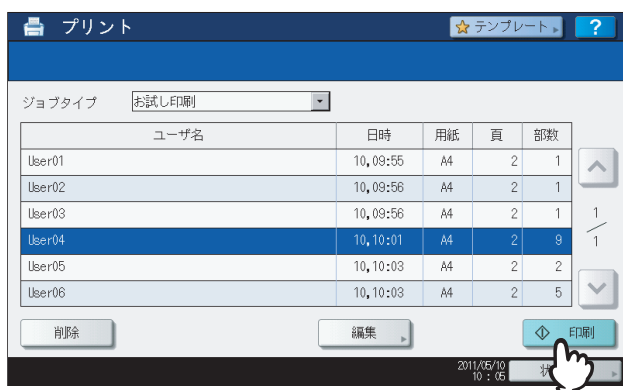 プリント テンプレート ?
ジョブタイプ お試し印刷
ユーザ名 日時 用紙 頁 部数
User01 10,09:55 A4 2 1
User02 10,09:56 A4 2 1
User03 10,09:56 A4 2 1
User04 10,10:01 A4 2 9
User05 10,10:03 A4 2 2
User06 10,10:03 A4 2 5
1
1
削除 編集 印刷
2011/05/10
10:05